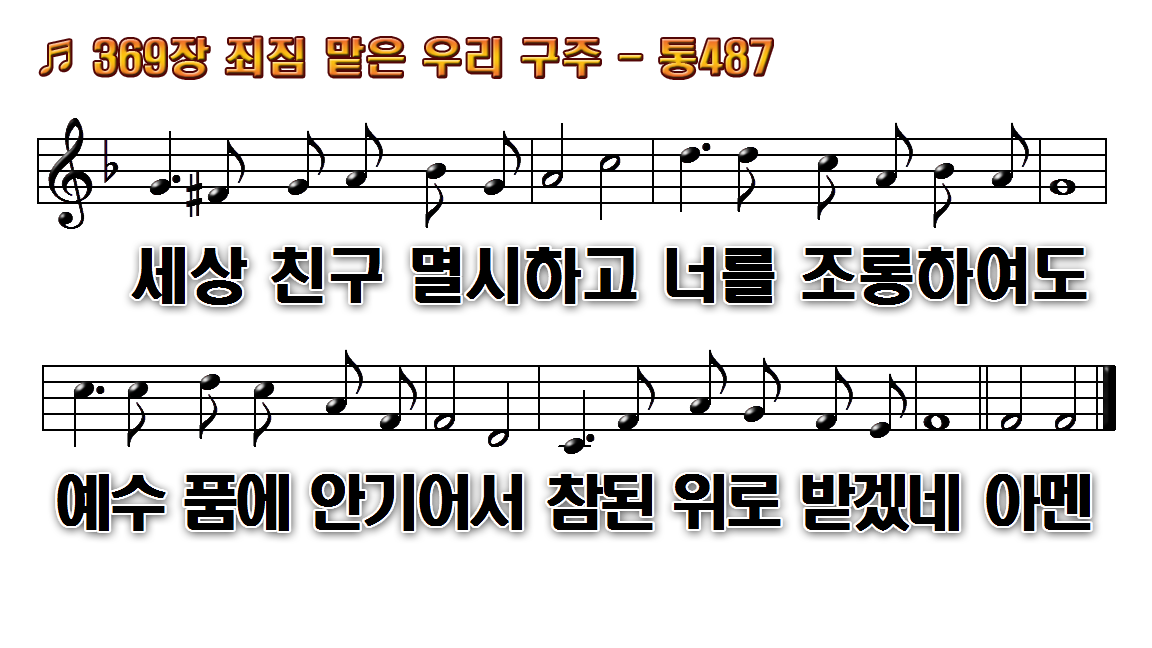 ♬ 369장 죄짐 맡은 우리 구주 - 통487
세상 친구 멸시하고 너를 조롱하여도
예수 품에 안기어서 참된 위로 받겠네 아멘